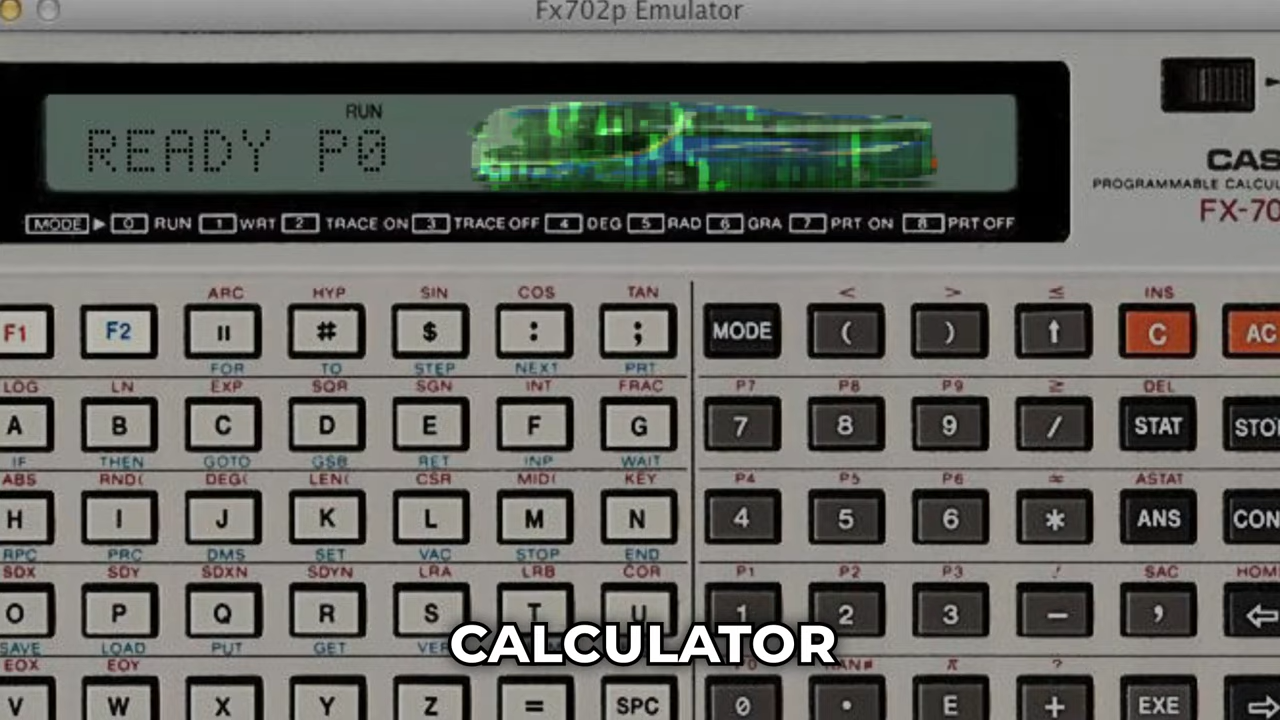 Fx702p Emulator
RUN
READY P0
MODE 0 RUN 1 WRT 2 TRACE ON 3 TRACE OFF 4 DEG 5 RAD 6 GRA 7 PRT ON 8 PRT OFF
CAS
PROGRAMMABLE CALCUL
FX-70
ARC HYP SIN COS TAN < > ≤ INS
F1 F2 " # $ : ; MODE ( ) ↑ C AC
FOR TO STEP NEXT PRT
LOG LN EXP SQR SGN INT FRAC P7 P8 P9 ≥ DEL
A B C D E F G 7 8 9 / STAT STO
IF THEN GOTO GSB RET INP WAIT
ABS RND( DEG( LEN( CSR MID( KEY P4 P5 P6 ≠ ASTAT
H I J K L M N 4 5 6 * ANS CON
RPC PRC DMS SET VAC STOP END
SDX SDY SDXN SDYN LRA LRB COR P1 P2 P3 ! SAC HOM
O P Q R S T U 1 2 3 − , ⇦
SAVE LOAD PUT GET VER
CALCULATOR
EOX EOY P0 RAN# π ?
V W X Y Z = SPC 0 · E + EXE ⇨